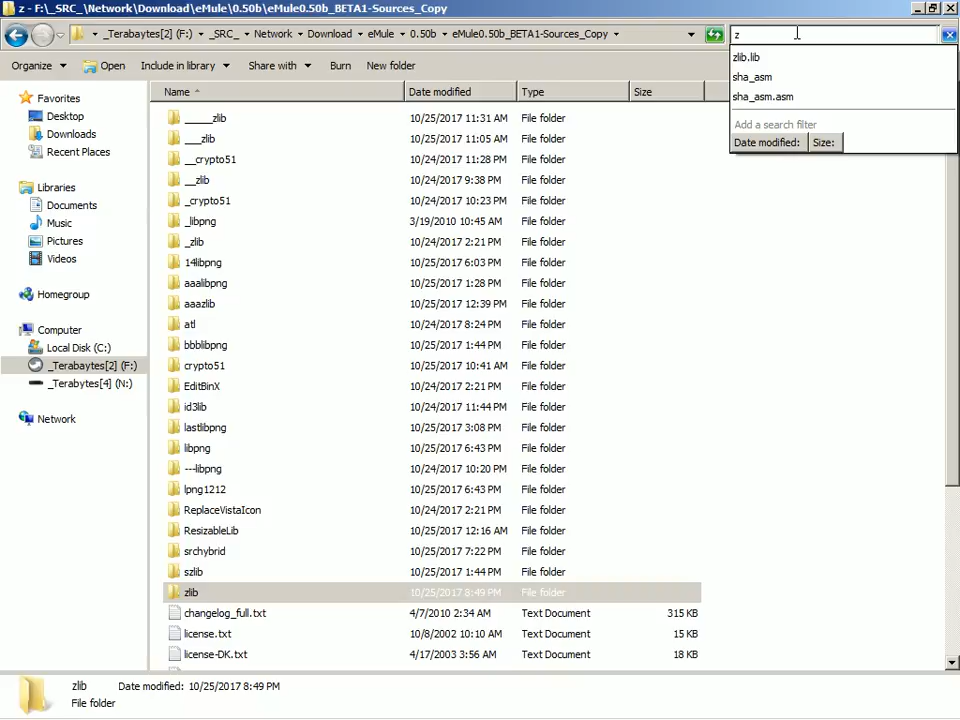 z - F:\_SRC_\Network\Download\eMule\0.50b\eMule0.50b_BETA1-Sources_Copy
_Terabaytes[2] (F:) _SRC_ Network Download eMule 0.50b eMule0.50b_BETA1-Sources_Copy
z
Organize Open Include in library Share with Burn New folder
zlib.lib
sha_asm
sha_asm.asm
Add a search filter
Date modified: Size:
Favorites
Desktop
Downloads
Recent Places
Libraries
Documents
Music
Pictures
Videos
Homegroup
Computer
Local Disk (C:)
_Terabaytes[2] (F:)
_Terabytes[4] (N:)
Network
Name Date modified Type Size
_____zlib 10/25/2017 11:31 AM File folder
___zlib 10/25/2017 11:05 AM File folder
__crypto51 10/24/2017 11:28 PM File folder
__zlib 10/24/2017 9:38 PM File folder
_crypto51 10/24/2017 10:23 PM File folder
_libpng 3/19/2010 10:45 AM File folder
_zlib 10/24/2017 2:21 PM File folder
14libpng 10/25/2017 6:03 PM File folder
aaalibpng 10/25/2017 1:28 PM File folder
aaazlib 10/25/2017 12:39 PM File folder
atl 10/24/2017 8:24 PM File folder
bbblibpng 10/25/2017 1:44 PM File folder
crypto51 10/25/2017 10:41 AM File folder
EditBinX 10/24/2017 2:21 PM File folder
id3lib 10/24/2017 11:44 PM File folder
lastlibpng 10/25/2017 3:08 PM File folder
libpng 10/25/2017 6:43 PM File folder
---libpng 10/24/2017 10:20 PM File folder
lpng1212 10/25/2017 6:43 PM File folder
ReplaceVistaIcon 10/24/2017 2:21 PM File folder
ResizableLib 10/25/2017 12:16 AM File folder
srchybrid 10/25/2017 7:22 PM File folder
szlib 10/25/2017 1:44 PM File folder
zlib 10/25/2017 8:49 PM File folder
changelog_full.txt 4/7/2010 2:34 AM Text Document 315 KB
license.txt 10/8/2002 10:10 AM Text Document 15 KB
license-DK.txt 4/17/2003 3:56 AM Text Document 18 KB
zlib Date modified: 10/25/2017 8:49 PM
File folder